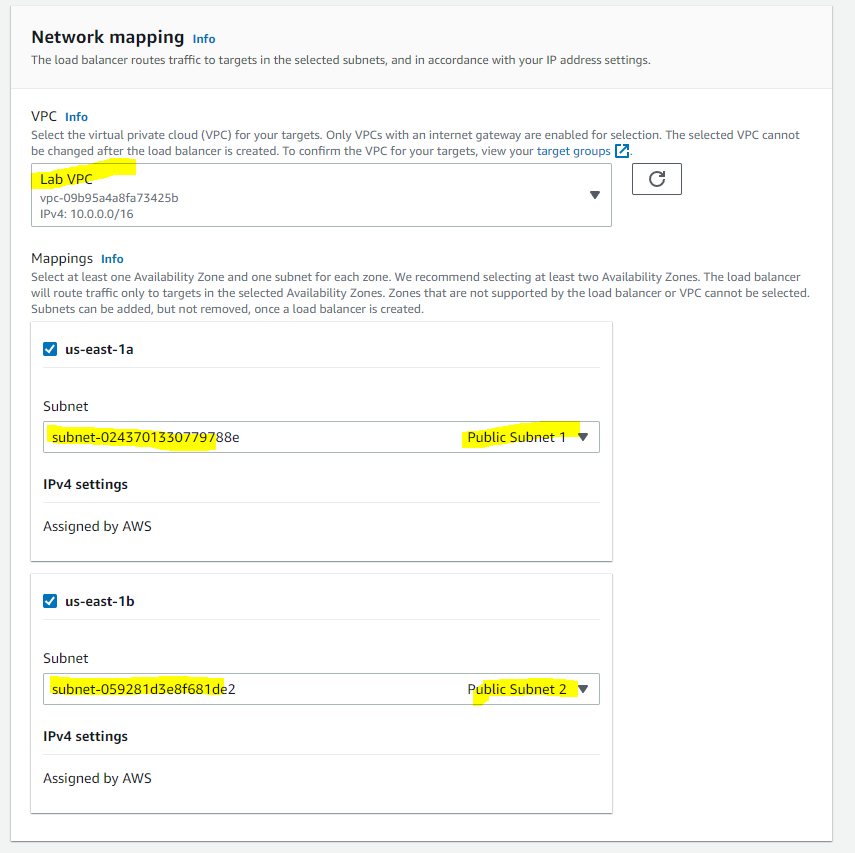 Network mapping Info
The load balancer routes traffic to targets in the selected subnets, and in accordance with your IP address settings.
VPC Info
Select the virtual private cloud (VPC) for your targets. Only VPCs with an internet gateway are enabled for selection. The selected VPC cannot
be changed after the load balancer is created. To confirm the VPC for your targets, view your target groups.
Lab VPC
vpc-09b95a4a8fa73425b
IPv4: 10.0.0.0/16
Mappings Info
Select at least one Availability Zone and one subnet for each zone. We recommend selecting at least two Availability Zones. The load balancer
will route traffic only to targets in the selected Availability Zones. Zones that are not supported by the load balancer or VPC cannot be selected.
Subnets can be added, but not removed, once a load balancer is created.
us-east-1a
Subnet
subnet-0243701330779788e Public Subnet 1
IPv4 settings
Assigned by AWS
us-east-1b
Subnet
subnet-059281d3e8f681de2 Public Subnet 2
IPv4 settings
Assigned by AWS